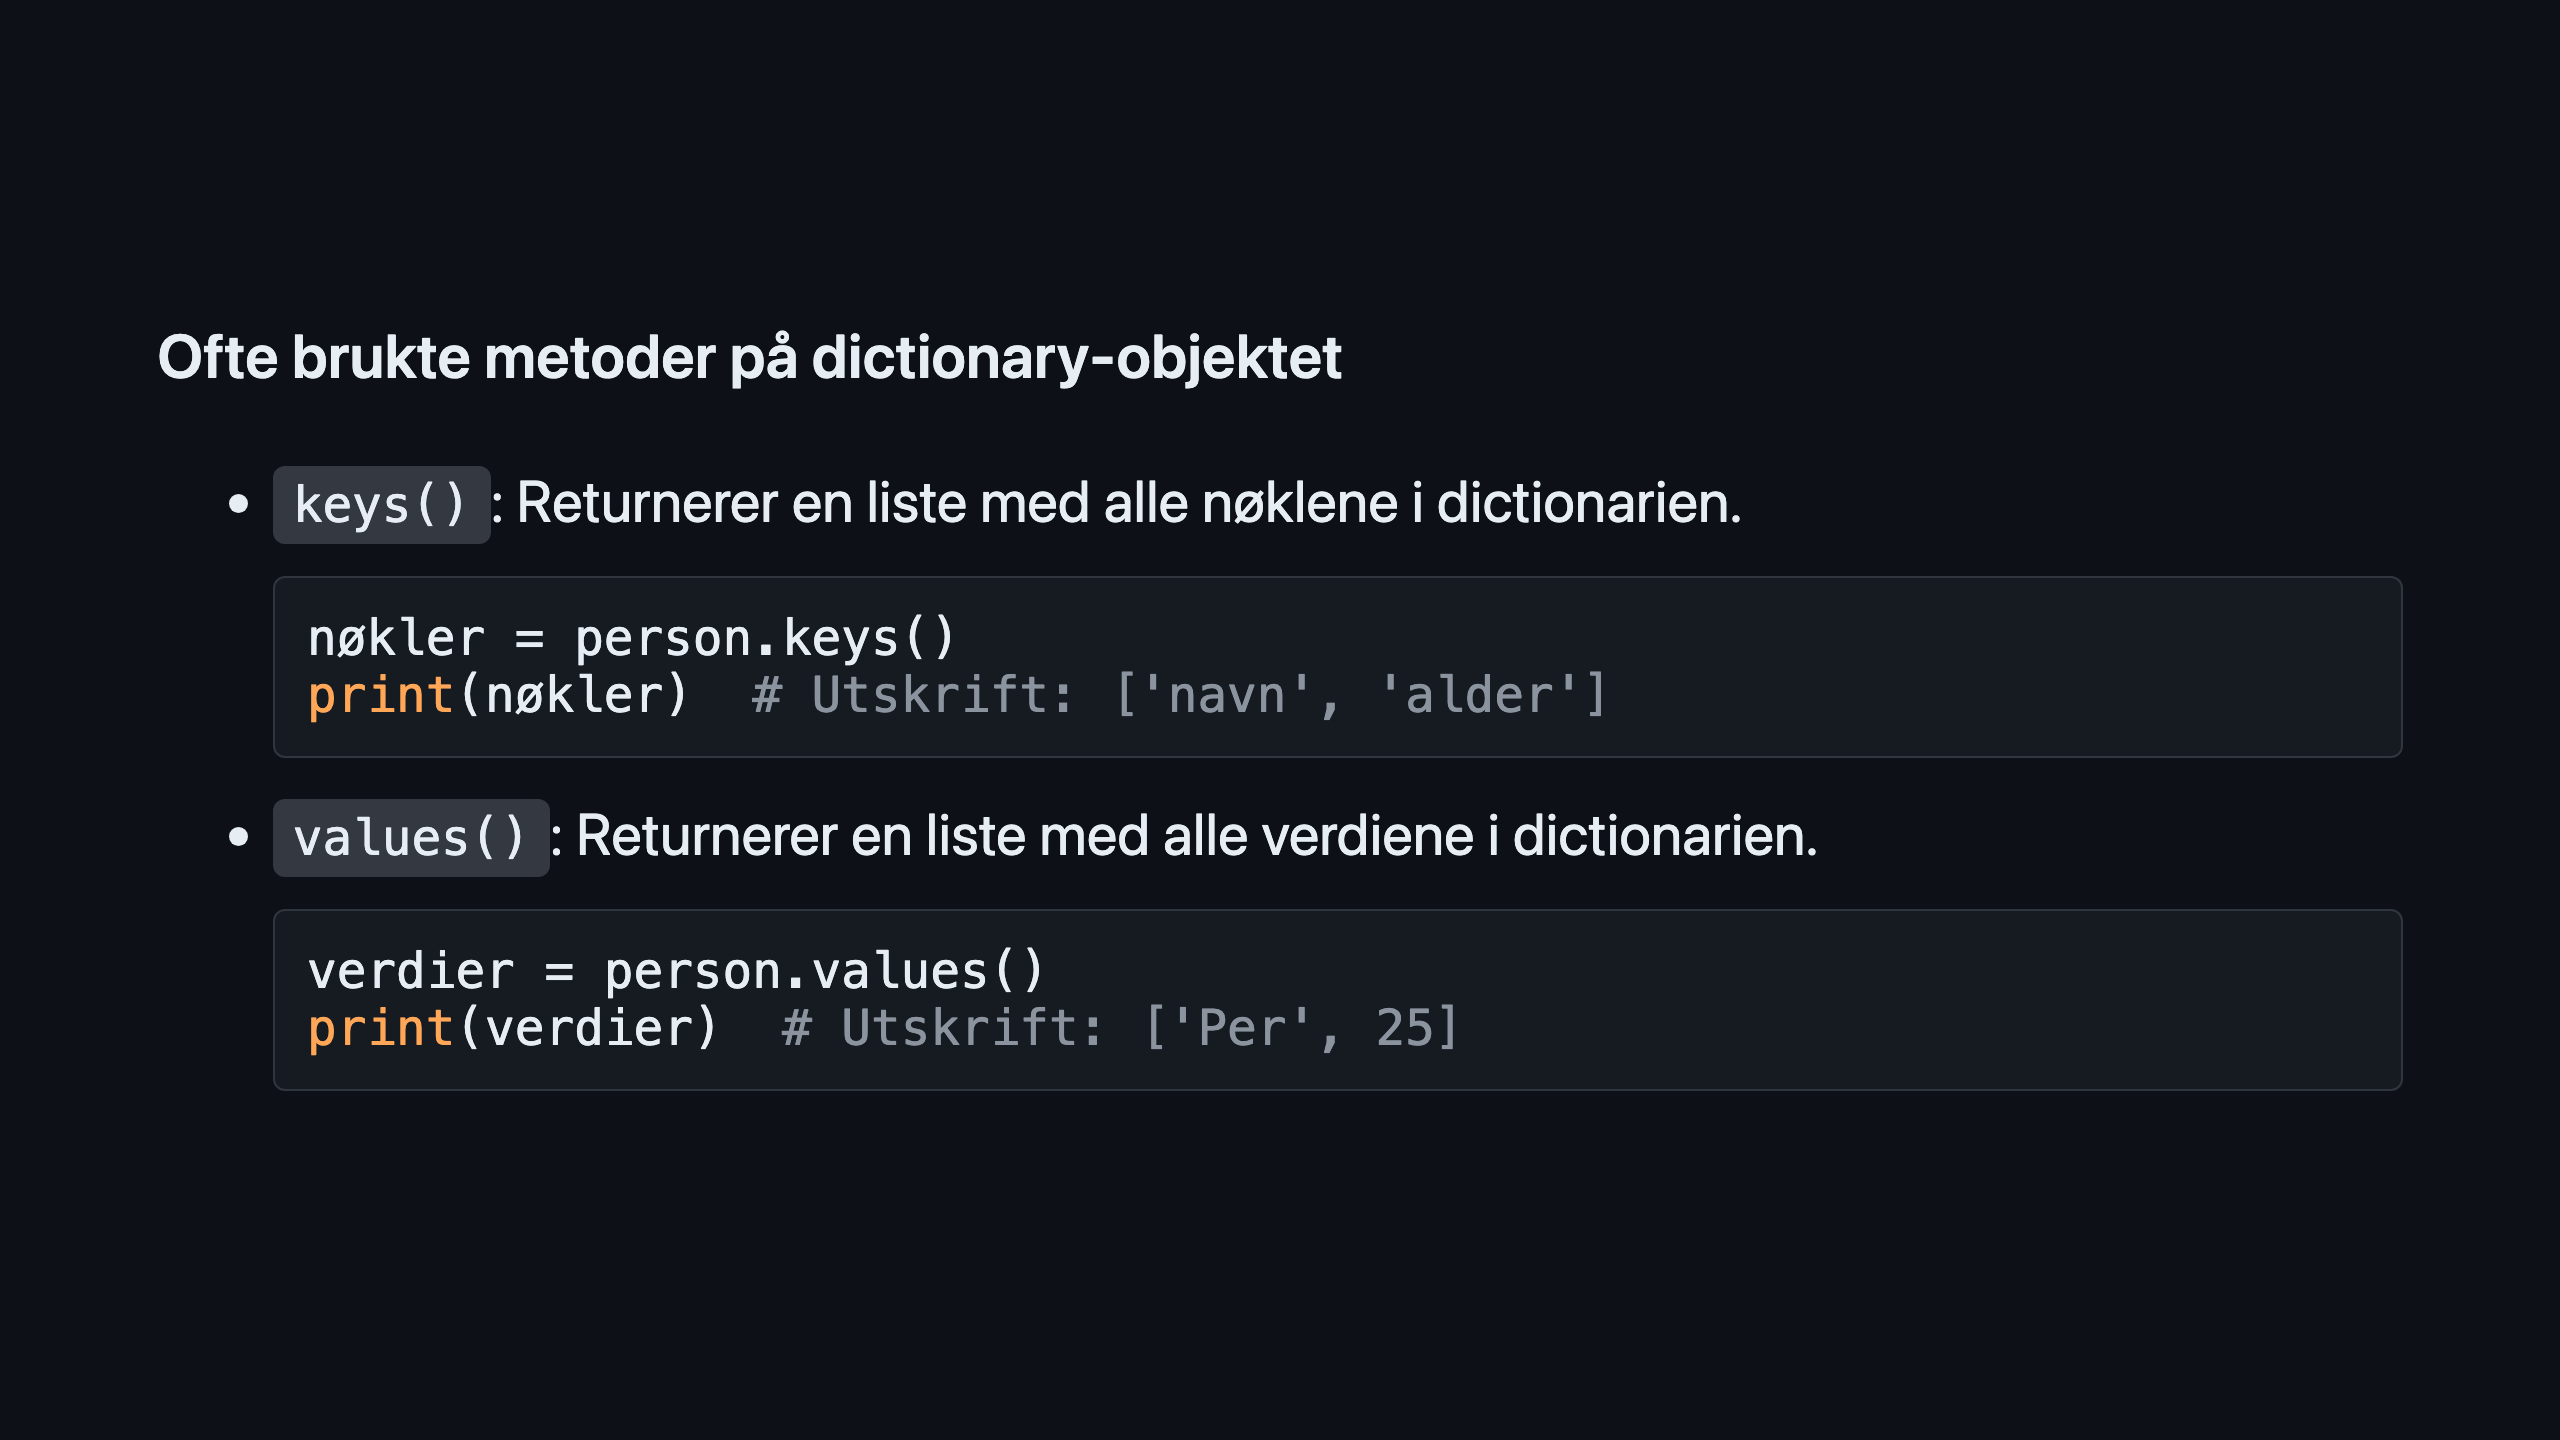 Ofte brukte metoder på dictionary-objektet
• keys(): Returnerer en liste med alle nøklene i dictionarien.
nøkler = person.keys()
print(nøkler)  # Utskrift: ['navn', 'alder']
• values(): Returnerer en liste med alle verdiene i dictionarien.
verdier = person.values()
print(verdier)  # Utskrift: ['Per', 25]